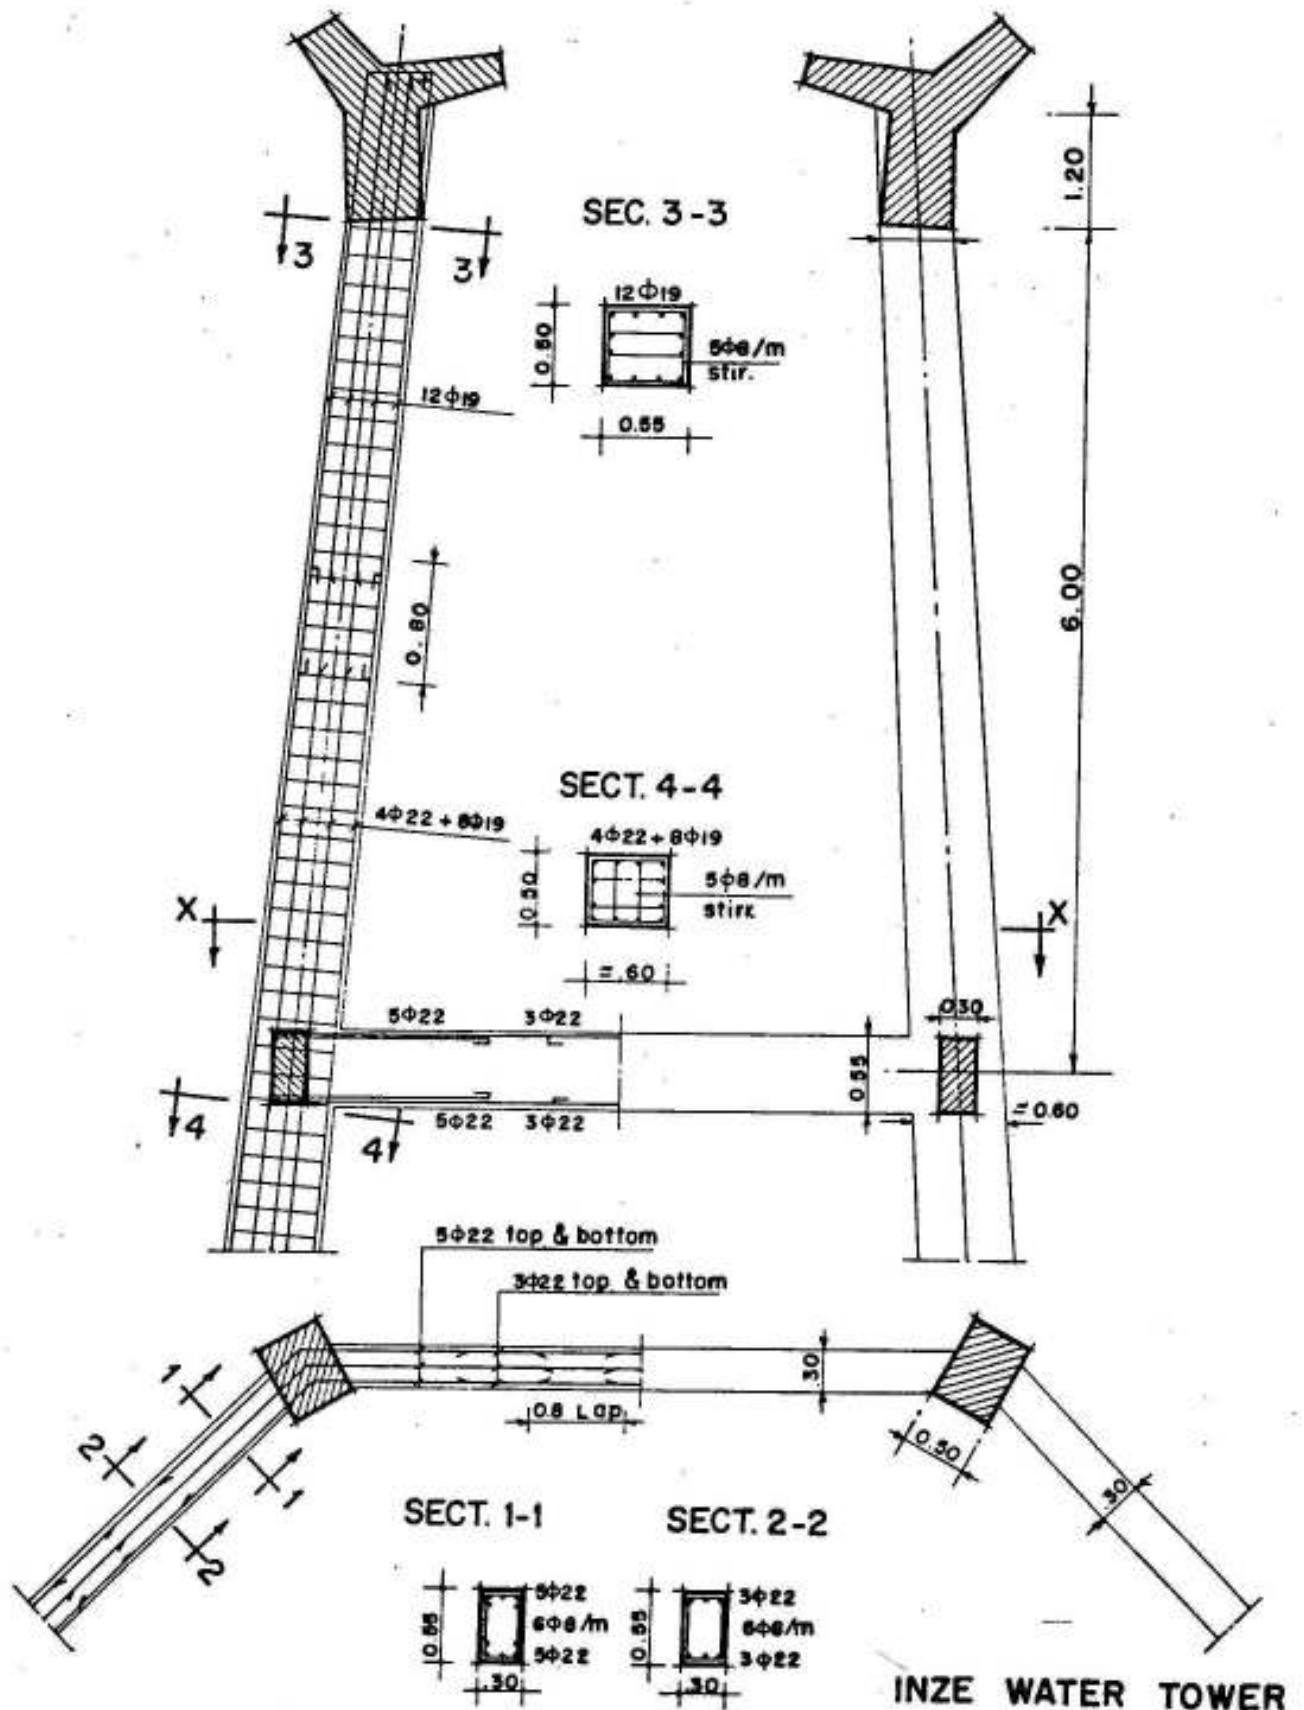 1.20
SEC. 3-3
3 3
12Φ19
0.50
5Φ8/m
stir.
0.55
12Φ19
6.00
0.80
SECT. 4-4
4Φ22 + 8Φ19
4Φ22 + 8Φ19
0.50
5Φ8/m
stirr.
X X
= .60
5Φ22 3Φ22
0.30
0.55
= 0.60
4 4
5Φ22 3Φ22
5Φ22 top & bottom
3Φ22 top & bottom
.30
1
0.8 Lap.
2
0.50
1
.30
2
SECT. 1-1
SECT. 2-2
0.55
5Φ22
6Φ8/m
5Φ22
.30
0.55
3Φ22
6Φ8/m
3Φ22
.30
INZE WATER TOWER